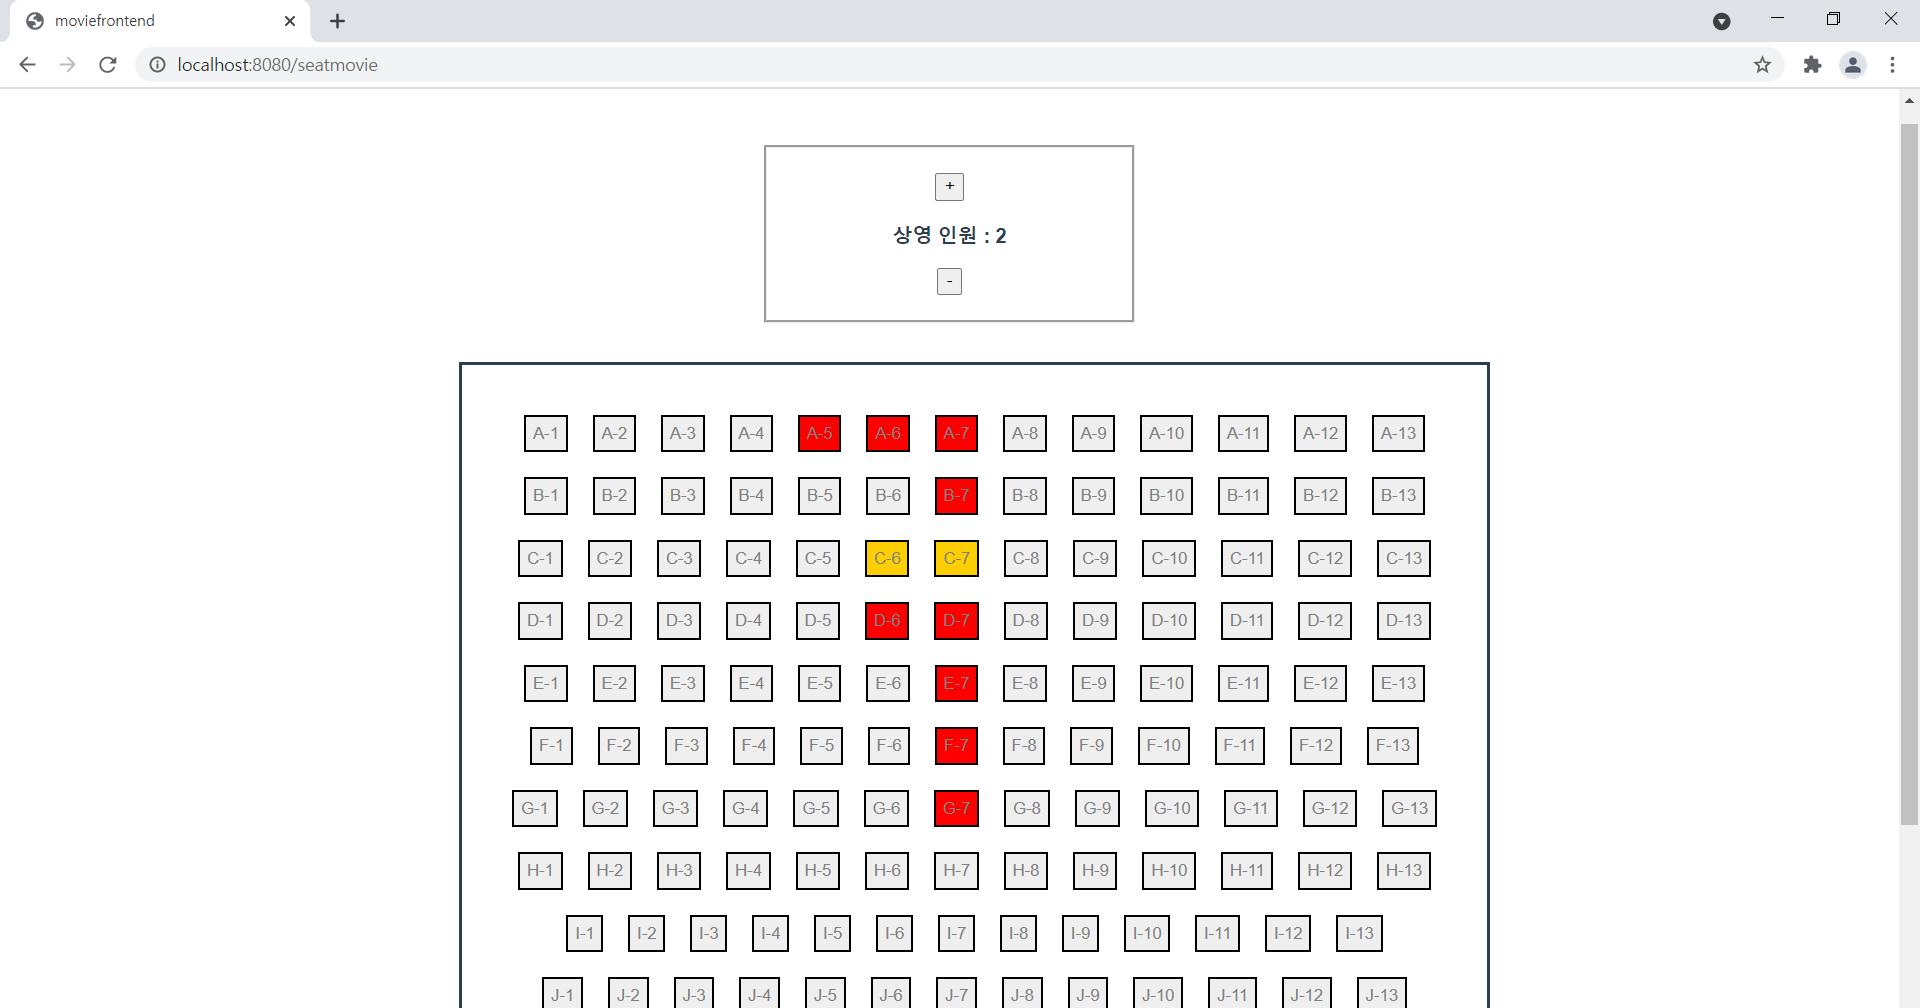 moviefrontend
localhost:8080/seatmovie
+
상영 인원 : 2
-
A-1 A-2 A-3 A-4 A-5 A-6 A-7 A-8 A-9 A-10 A-11 A-12 A-13
B-1 B-2 B-3 B-4 B-5 B-6 B-7 B-8 B-9 B-10 B-11 B-12 B-13
C-1 C-2 C-3 C-4 C-5 C-6 C-7 C-8 C-9 C-10 C-11 C-12 C-13
D-1 D-2 D-3 D-4 D-5 D-6 D-7 D-8 D-9 D-10 D-11 D-12 D-13
E-1 E-2 E-3 E-4 E-5 E-6 E-7 E-8 E-9 E-10 E-11 E-12 E-13
F-1 F-2 F-3 F-4 F-5 F-6 F-7 F-8 F-9 F-10 F-11 F-12 F-13
G-1 G-2 G-3 G-4 G-5 G-6 G-7 G-8 G-9 G-10 G-11 G-12 G-13
H-1 H-2 H-3 H-4 H-5 H-6 H-7 H-8 H-9 H-10 H-11 H-12 H-13
I-1 I-2 I-3 I-4 I-5 I-6 I-7 I-8 I-9 I-10 I-11 I-12 I-13
J-1 J-2 J-3 J-4 J-5 J-6 J-7 J-8 J-9 J-10 J-11 J-12 J-13